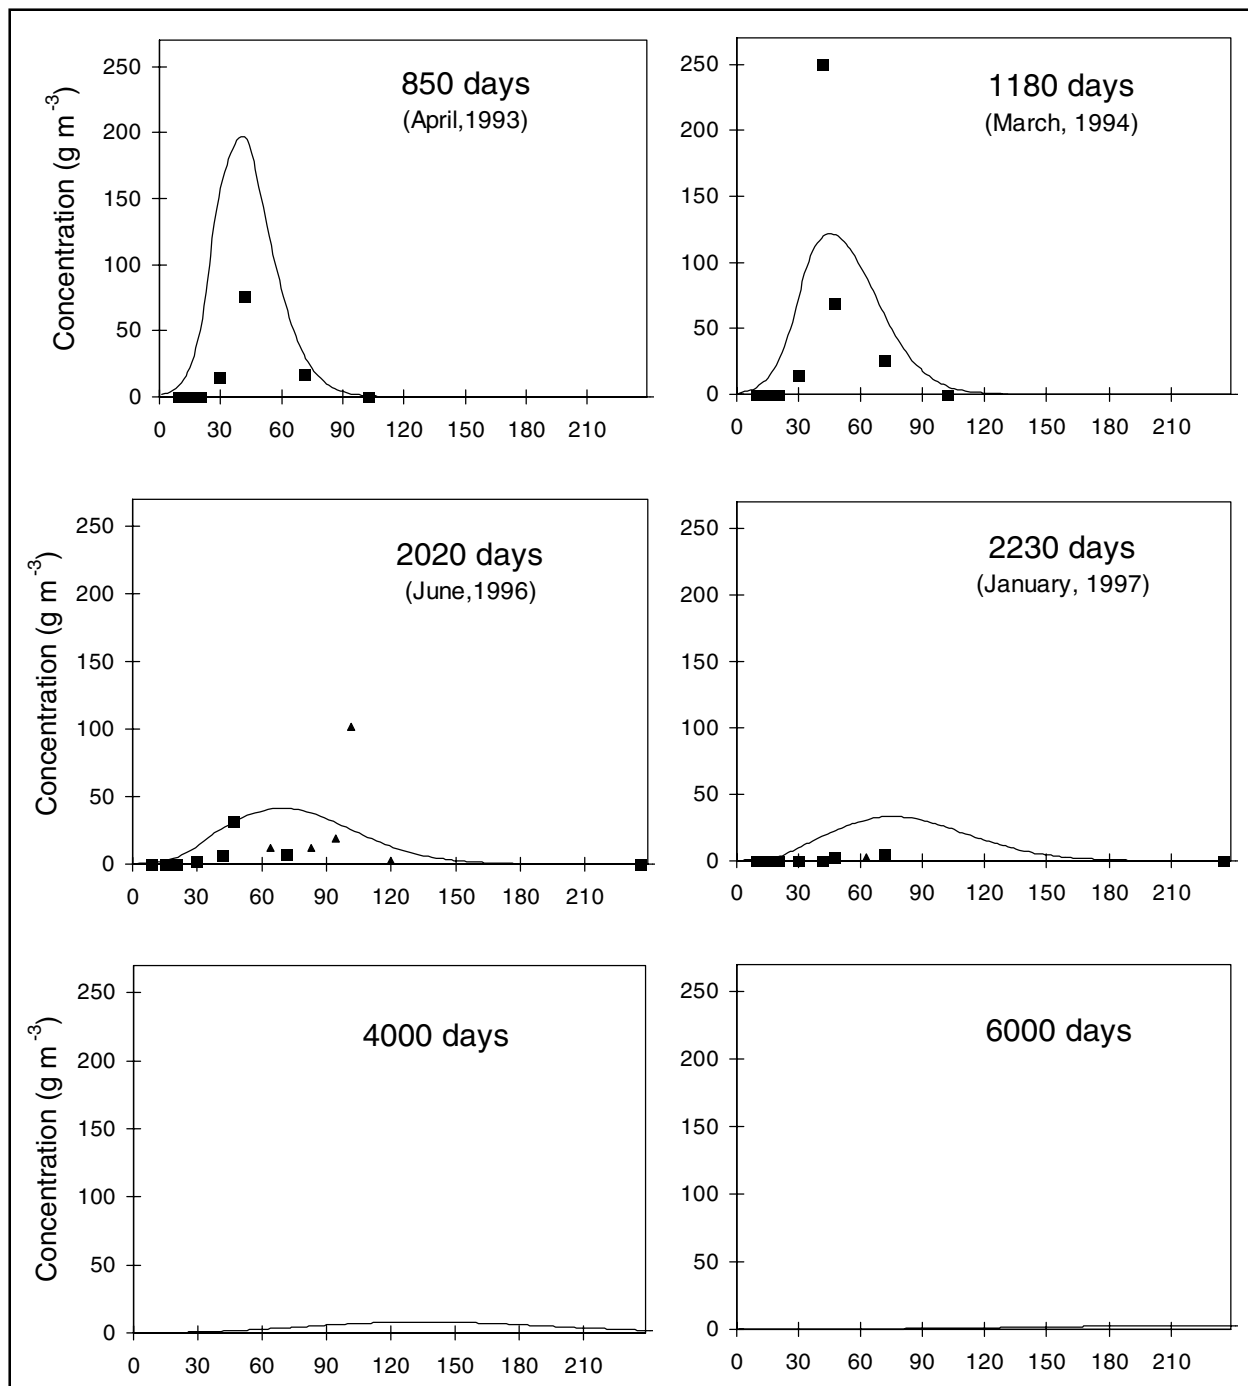 850 days
(April,1993)
Concentration (g m⁻³)
250
200
150
100
50
0
0 30 60 90 120 150 180 210
1180 days
(March, 1994)
250
200
150
100
50
0
0 30 60 90 120 150 180 210
2020 days
(June,1996)
Concentration (g m⁻³)
250
200
150
100
50
0
0 30 60 90 120 150 180 210
2230 days
(January, 1997)
250
200
150
100
50
0
0 30 60 90 120 150 180 210
4000 days
Concentration (g m⁻³)
250
200
150
100
50
0
0 30 60 90 120 150 180 210
6000 days
250
200
150
100
50
0
0 30 60 90 120 150 180 210